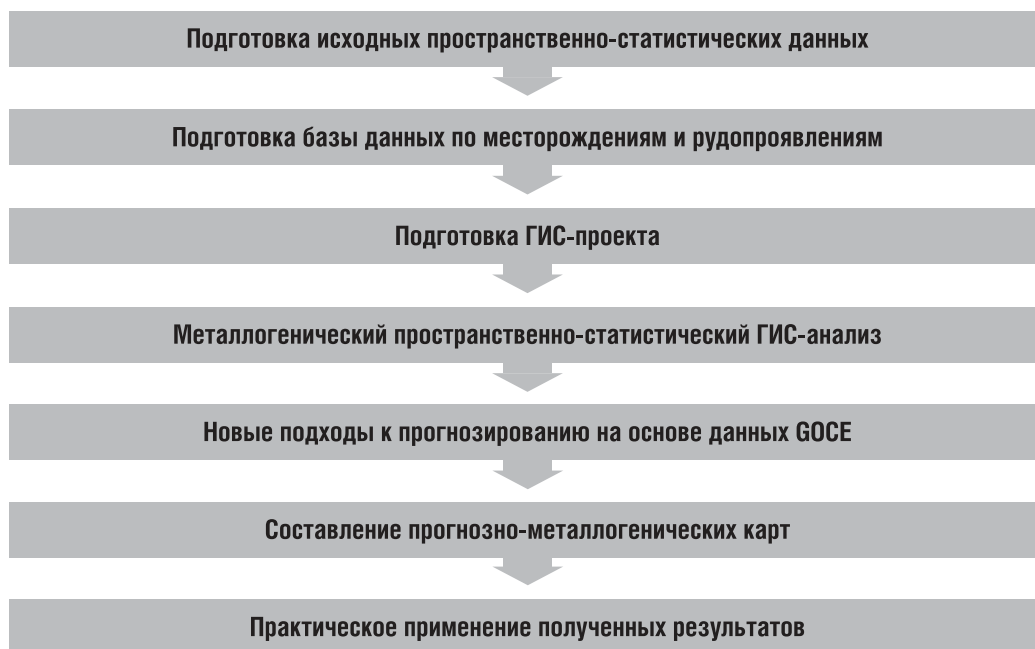 Подготовка исходных пространственно-статистических данных
Подготовка базы данных по месторождениям и рудопроявлениям
Подготовка ГИС-проекта
Металлогенический пространственно-статистический ГИС-анализ
Новые подходы к прогнозированию на основе данных GOCE
Составление прогнозно-металлогенических карт
Практическое применение полученных результатов